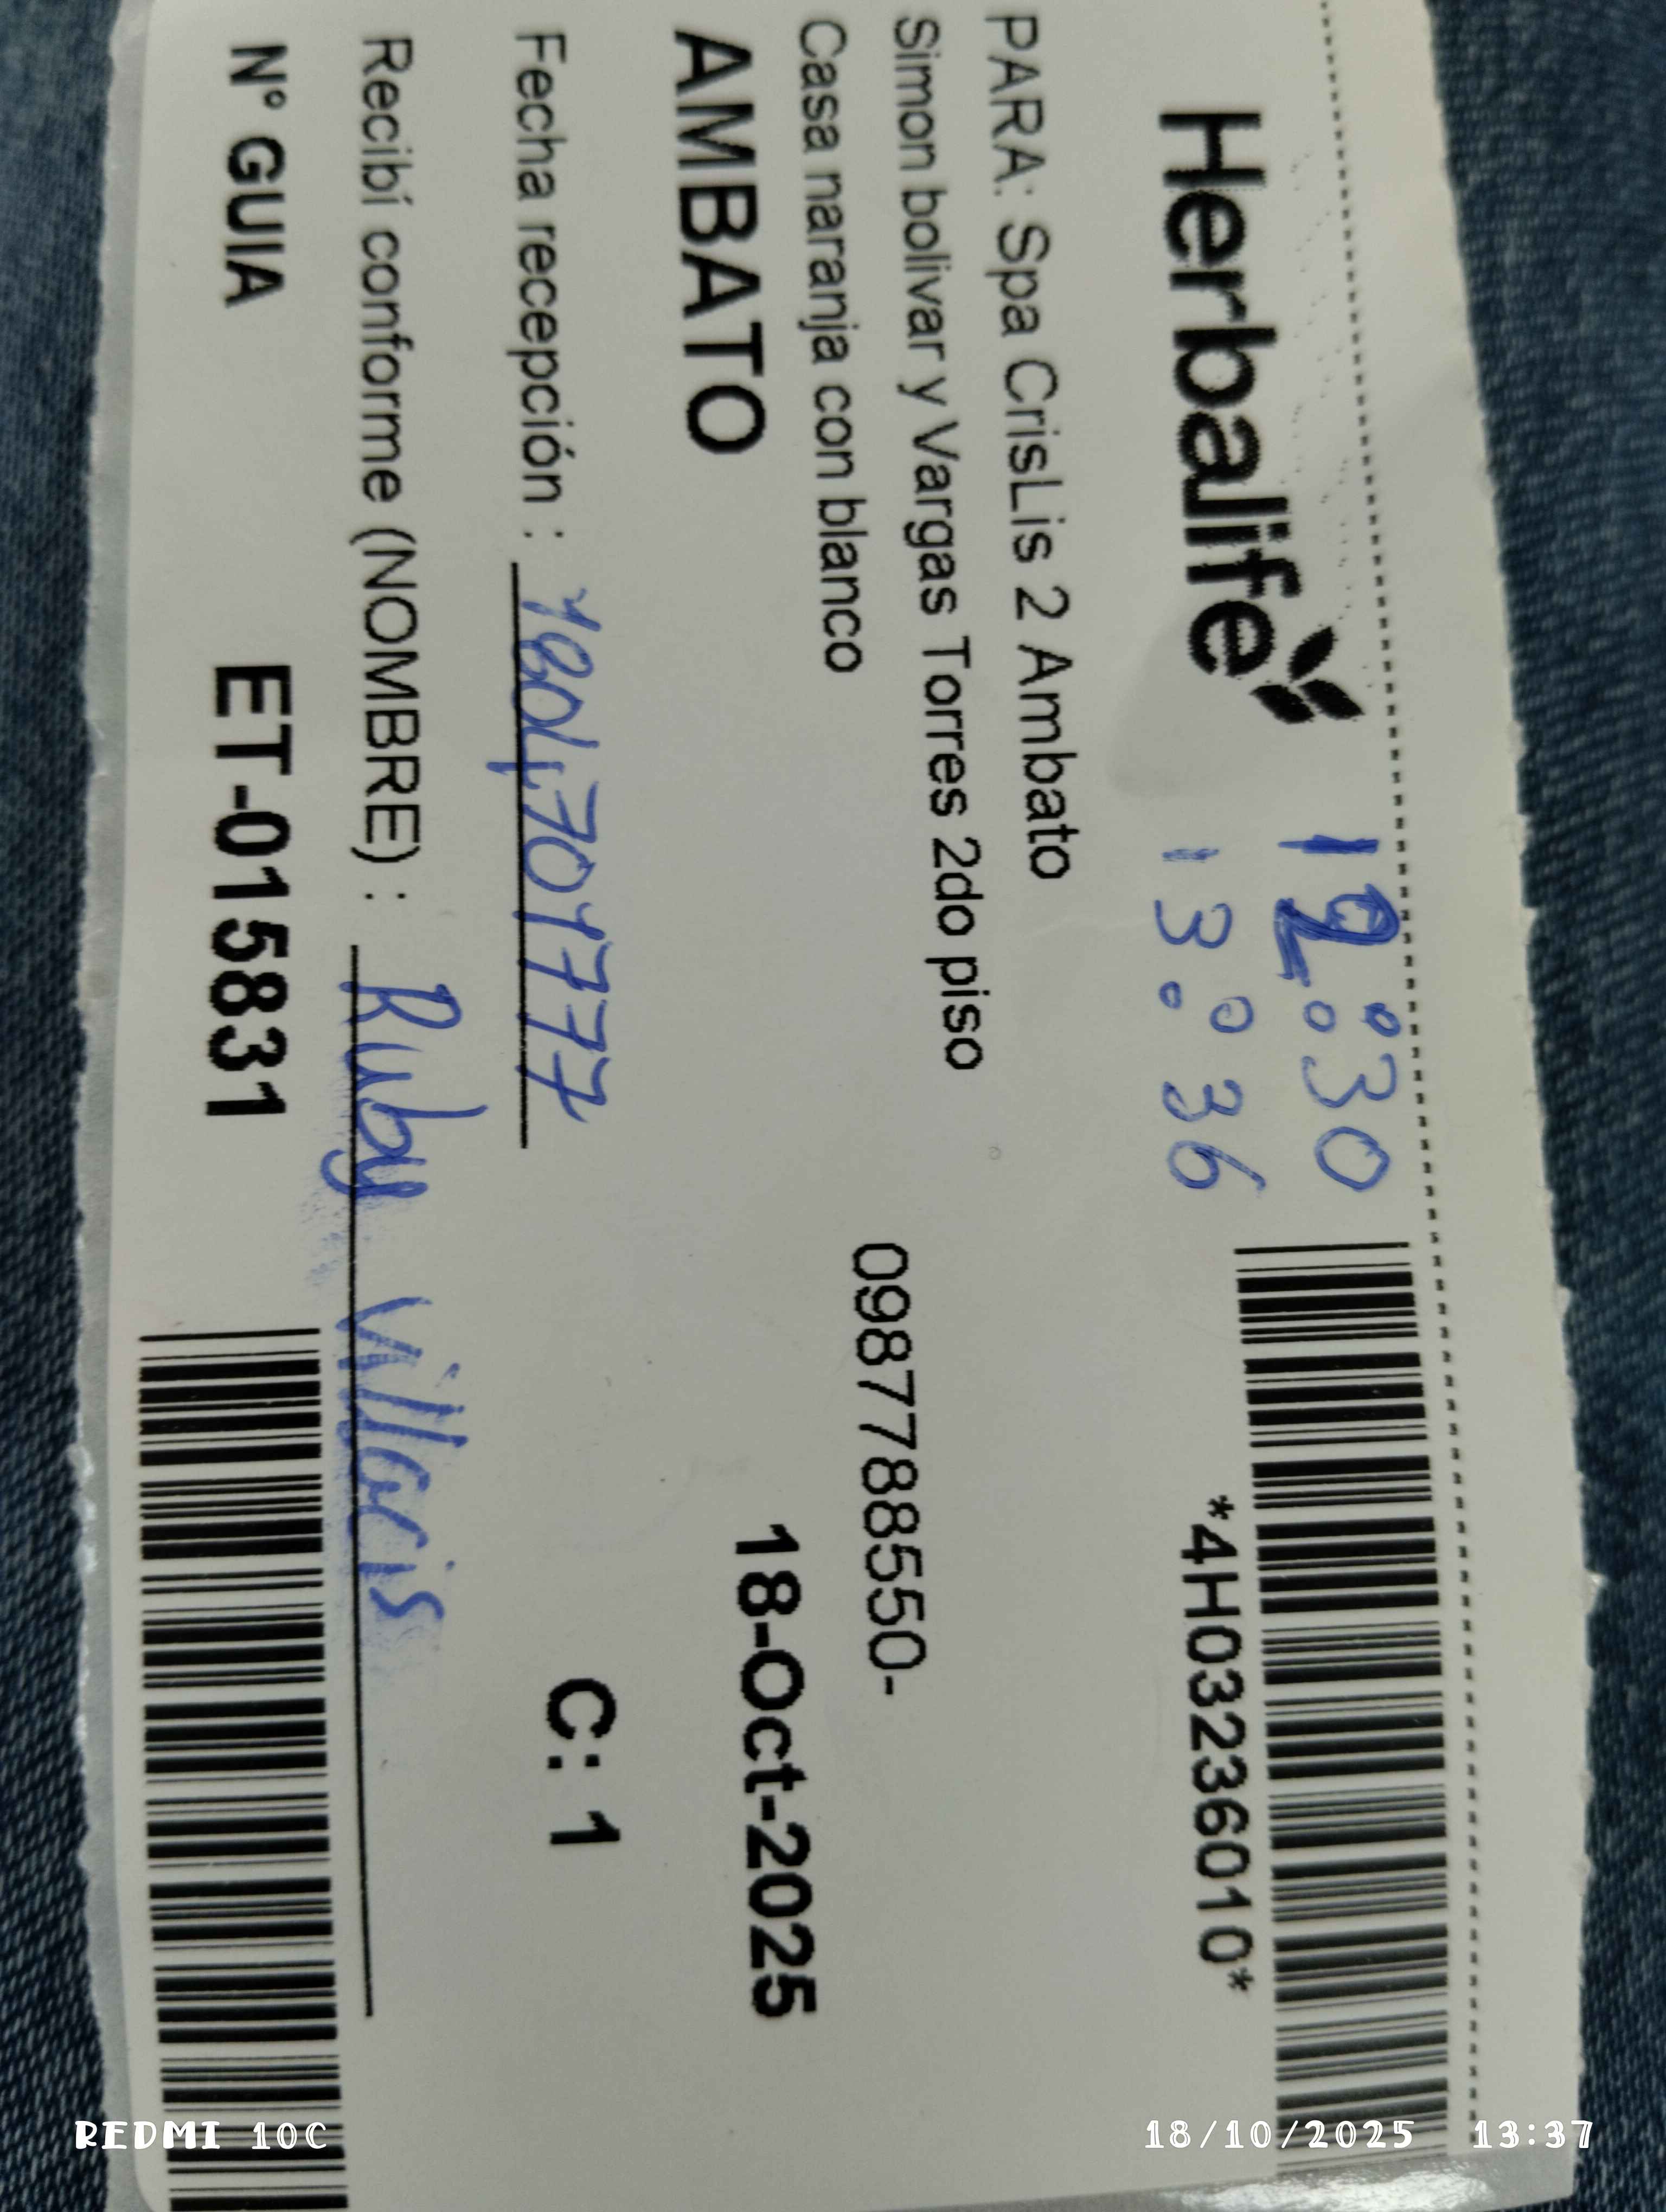 Herbalife
12:30
13:36
*4H032236010*
PARA: Spa CrisLis 2 Ambato
Simon bolivar y Vargas Torres 2do piso
Casa naranja con blanco
0987788550-
AMBATO
18-Oct-2025
Fecha recepción :
C: 1
Recibí conforme (NOMBRE) : Ruby Villacis
N° GUIA
ET-015831
REDMI 10C
18/10/2025 13:37